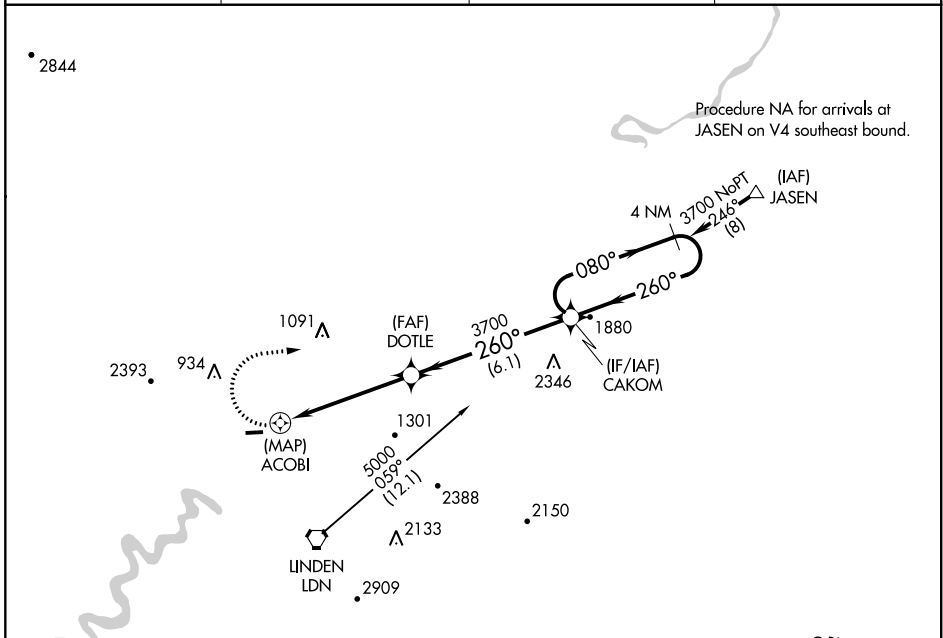 2844
Procedure NA for arrivals at
JASEN on V4 southeast bound.
(IAF)
JASEN
3700 NoPT
246°
(8)
4 NM
080°
260°
1091
(FAF)
DOTLE
3700
260°
(6.1)
1880
934
2393
2346
(IF/IAF)
CAKOM
1301
(MAP)
ACOBI
5000
059°
(12.1)
2388
2150
2133
LINDEN
LDN
2909